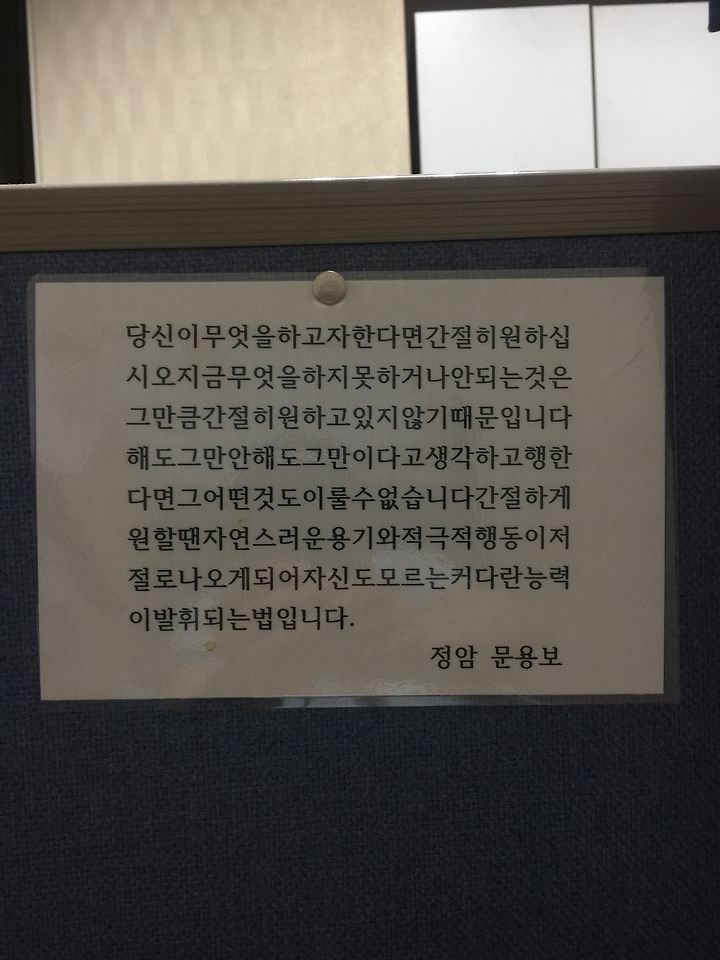 당신이무엇을하고자한다면간절히원하십
시오지금무엇을하지못하거나안되는것은
그만큼간절히원하고있지않기때문입니다
해도그만안해도그만이다고생각하고행한
다면그어떤것도이룰수없습니다간절하게
원할땐자연스러운용기와적극적행동이저
절로나오게되어자신도모르는커다란능력
이발휘되는법입니다.
정암 문용보